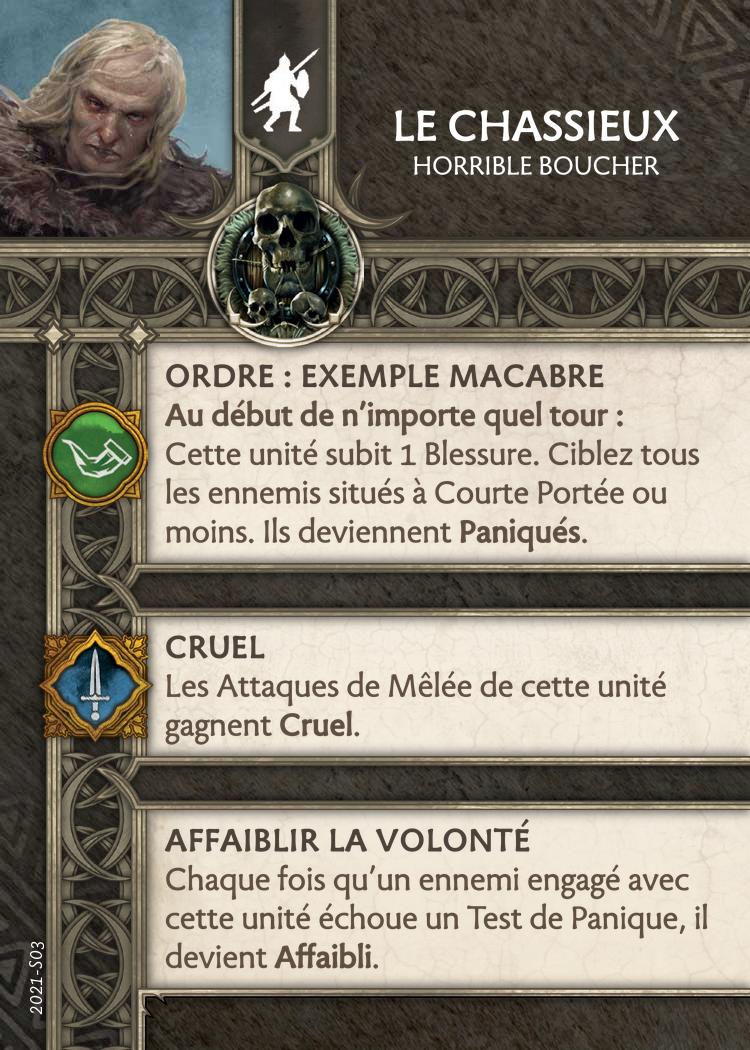 LE CHASSIEUX
HORRIBLE BOUCHER
ORDRE : EXEMPLE MACABRE
Au début de n'importe quel tour :
Cette unité subit 1 Blessure. Ciblez tous
les ennemis situés à Courte Portée ou
moins. Ils deviennent Paniqués.
CRUEL
Les Attaques de Mêlée de cette unité
gagnent Cruel.
AFFAIBLIR LA VOLONTÉ
Chaque fois qu'un ennemi engagé avec
cette unité échoue un Test de Panique, il
devient Affaibli.
2021-S03